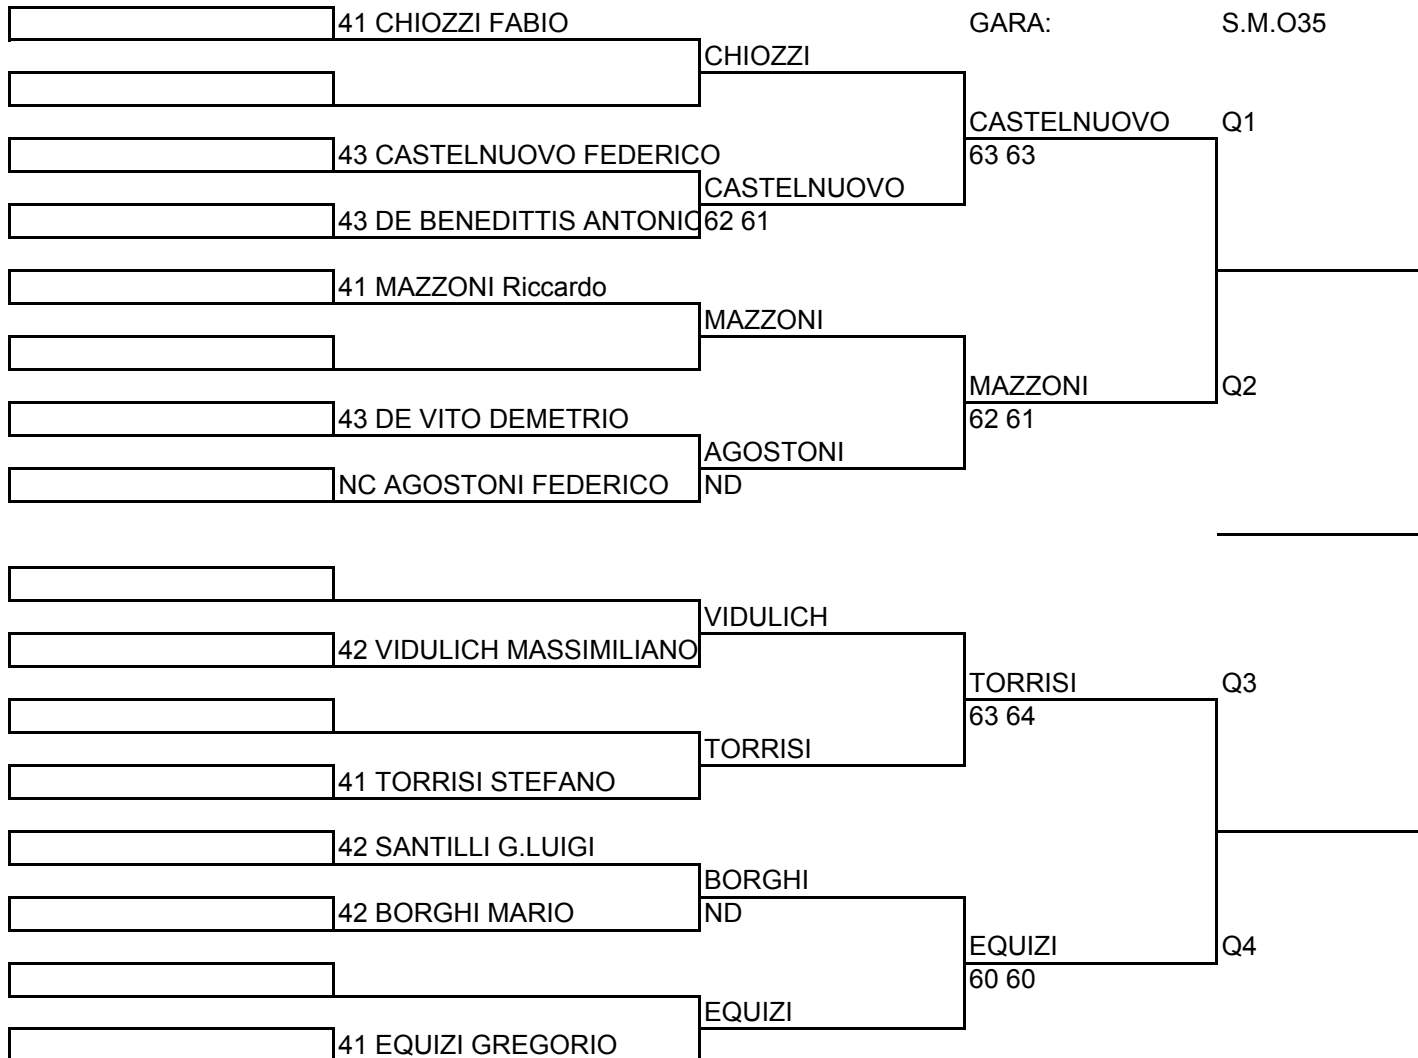 41 CHIOZZI FABIO GARA: S.M.O35
CHIOZZI
CASTELNUOVO Q1
43 CASTELNUOVO FEDERICO 63 63
CASTELNUOVO
43 DE BENEDITTIS ANTONIO 62 61
41 MAZZONI Riccardo
MAZZONI
MAZZONI Q2
43 DE VITO DEMETRIO 62 61
AGOSTONI
NC AGOSTONI FEDERICO ND
VIDULICH
42 VIDULICH MASSIMILIANO
TORRISI Q3
63 64
TORRISI
41 TORRISI STEFANO
42 SANTILLI G.LUIGI
BORGHI
42 BORGHI MARIO ND
EQUIZI Q4
60 60
EQUIZI
41 EQUIZI GREGORIO